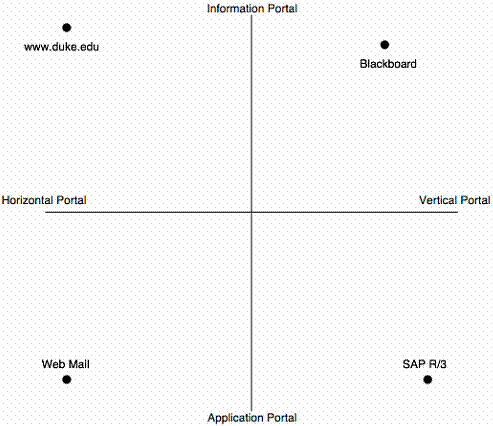 Information Portal
www.duke.edu
Blackboard
Horizontal Portal
Vertical Portal
Web Mail
SAP R/3
Application Portal